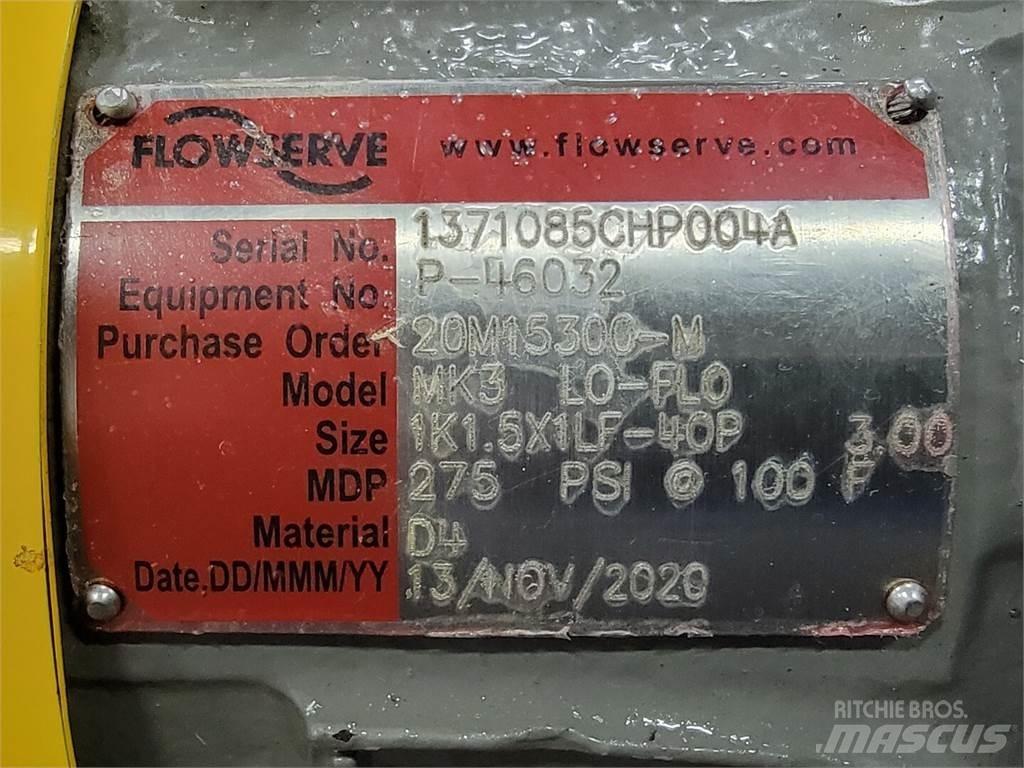 FLOWSERVE www.flowserve.com
Serial No. 1371085CHP004A
Equipment No P-46032
Purchase Order 20M15300-M
Model MK3 LO-FLO
Size 1K1.5X1LF-40P 3.00
MDP 275 PSI @ 100 F
Material D4
Date,DD/MMM/YY 13/NOV/2020
RITCHIE BROS.
MASCUS